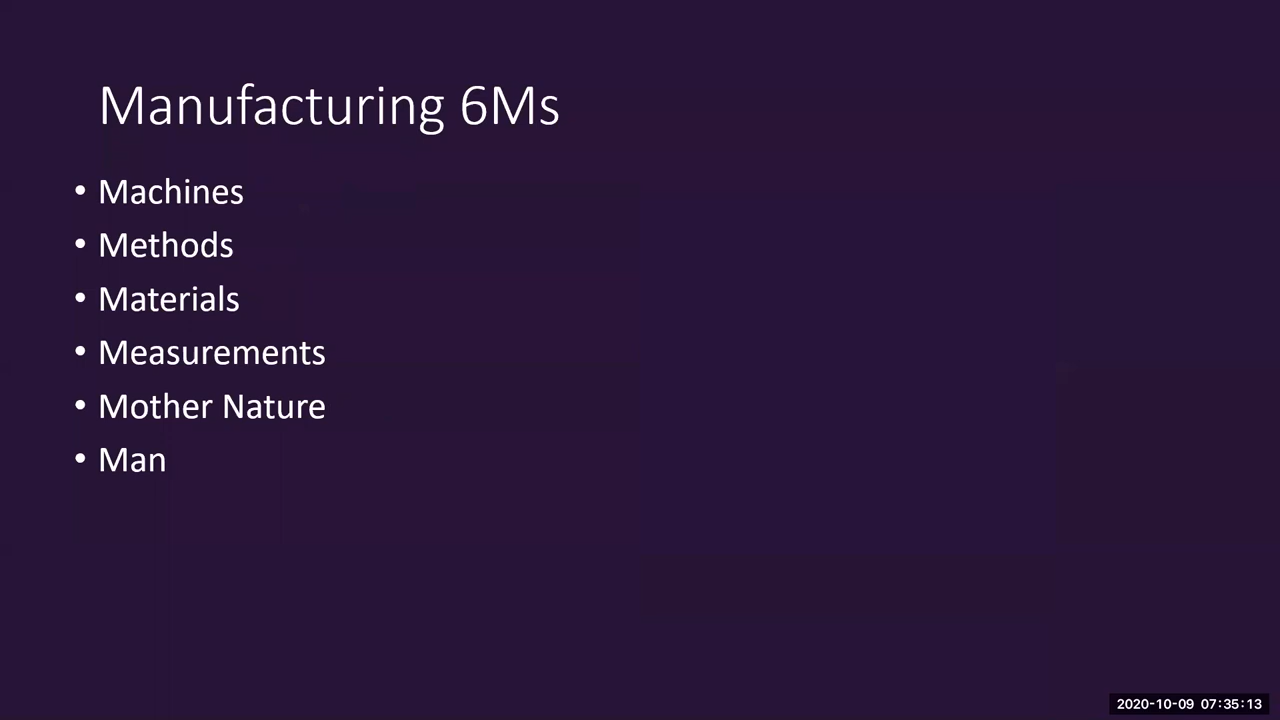 Manufacturing 6Ms
• Machines
• Methods
• Materials
• Measurements
• Mother Nature
• Man
2020-10-09 07:35:13